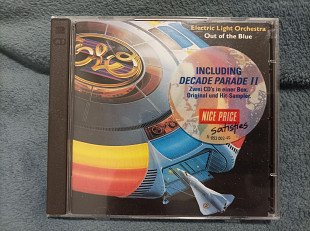 Electric Light Orchestra
Out of the Blue
INCLUDING
DECADE PARADE II
Zwei CD's in einer Box,
Original und Hit-Sampler
NICE PRICE
satisfies